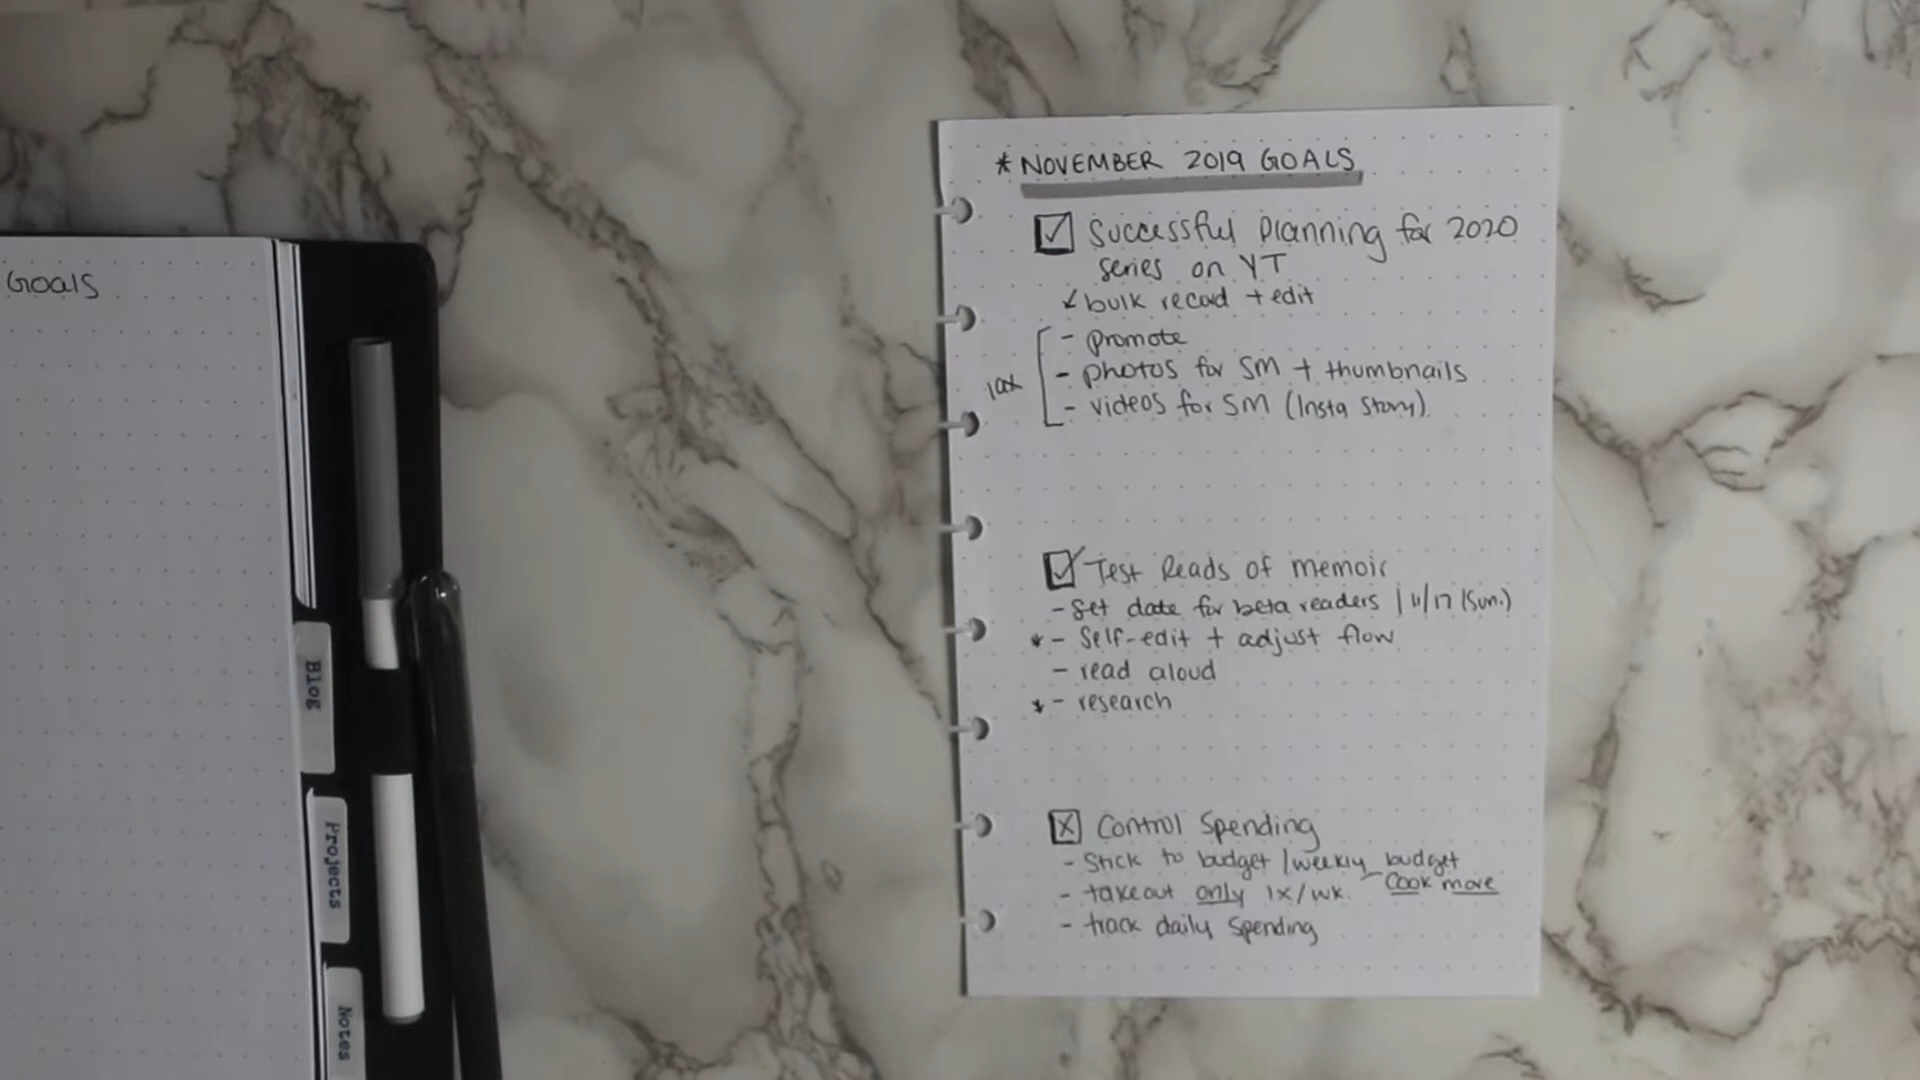 Goals
Blog
Projects
Notes
* NOVEMBER 2019 GOALS
Successful Planning for 2020
series on YT
bulk record + edit
- promote
- photos for SM + thumbnails
- videos for SM (Insta Story)
Test Reads of memoir
- Set date for beta readers | 11/17 (Sun.)
* - Self-edit + adjust flow
- read aloud
* - research
Control Spending
- Stick to budget / weekly budget
- takeout only 1x/wk. - Cook more
- track daily spending